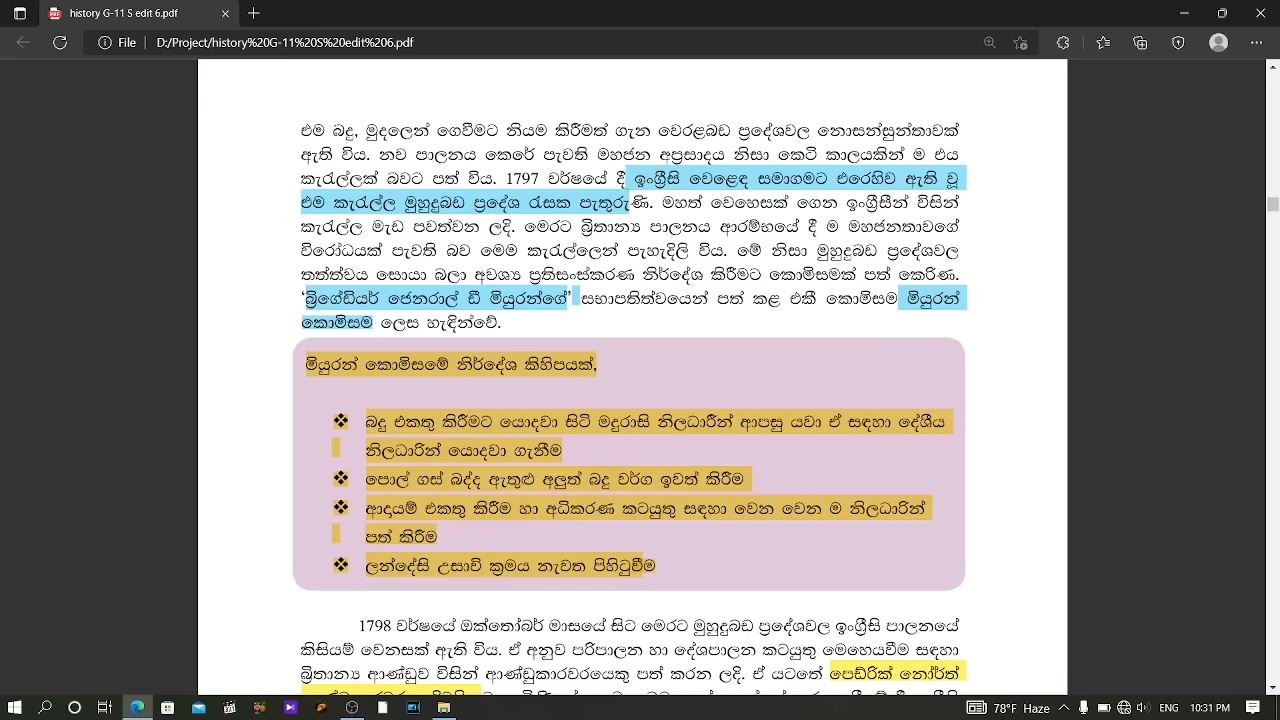 history G-11 S edit 6.pdf
File
D:/Project/history%20G-11%20S%20edit%206.pdf
එම බදු, මුදලෙන් ගෙවීමට නියම කිරීමත් ගැන වෙරළබඩ ප්‍රදේශවල නොසන්සුන්තාවක්
ඇති විය. නව පාලනය කෙරේ පැවති මහජන අප්‍රසාදය නිසා කෙටි කාලයකින් ම එය
කැරැල්ලක් බවට පත් විය. 1797 වර්ෂයේ දී ඉංග්‍රීසි වෙළෙඳ සමාගමට එරෙහිව ඇති වූ
එම කැරැල්ල මුහුදුබඩ ප්‍රදේශ රැසක පැතුරුණි. මහත් වෙහෙසක් ගෙන ඉංග්‍රීසීන් විසින්
කැරැල්ල මැඩ පවත්වන ලදි. මෙරට බ්‍රිතාන්‍ය පාලනය ආරම්භයේ දී ම මහජනතාවගේ
විරෝධයක් පැවති බව මෙම කැරැල්ලෙන් පැහැදිලි විය. මේ නිසා මුහුදුබඩ ප්‍රදේශවල
තත්ත්වය සොයා බලා අවශ්‍ය ප්‍රතිසංස්කරණ නිර්දේශ කිරීමට කොමිසමක් පත් කෙරිණ.
‘බ්‍රිගේඩියර් ජෙනරාල් ඩී මියුරන්ගේ’ සභාපතිත්වයෙන් පත් කළ එකී කොමිසම මියුරන්
කොමිසම ලෙස හැඳින්වේ.
මියුරන් කොමිසමේ නිර්දේශ කිහිපයක්,
❖ බදු එකතු කිරීමට යොදවා සිටි මදුරාසි නිලධාරීන් ආපසු යවා ඒ සඳහා දේශීය
නිලධාරින් යොදවා ගැනීම
❖ පොල් ගස් බද්ද ඇතුළු අලුත් බදු වර්ග ඉවත් කිරීම
❖ ආදායම් එකතු කිරීම හා අධිකරණ කටයුතු සඳහා වෙන වෙන ම නිලධාරින්
පත් කිරීම
❖ ලන්දේසි උසාවි ක්‍රමය නැවත පිහිටුවීම
1798 වර්ෂයේ ඔක්තෝබර් මාසයේ සිට මෙරට මුහුදුබඩ ප්‍රදේශවල ඉංග්‍රීසි පාලනයේ
කිසියම් වෙනසක් ඇති විය. ඒ අනුව පරිපාලන හා දේශපාලන කටයුතු මෙහෙයවීම සඳහා
බ්‍රිතාන්‍ය ආණ්ඩුව විසින් ආණ්ඩුකාරවරයෙකු පත් කරන ලදි. ඒ යටතේ පෙඩ්රික් නෝර්ත්
78°F Haze
ENG
10:31 PM